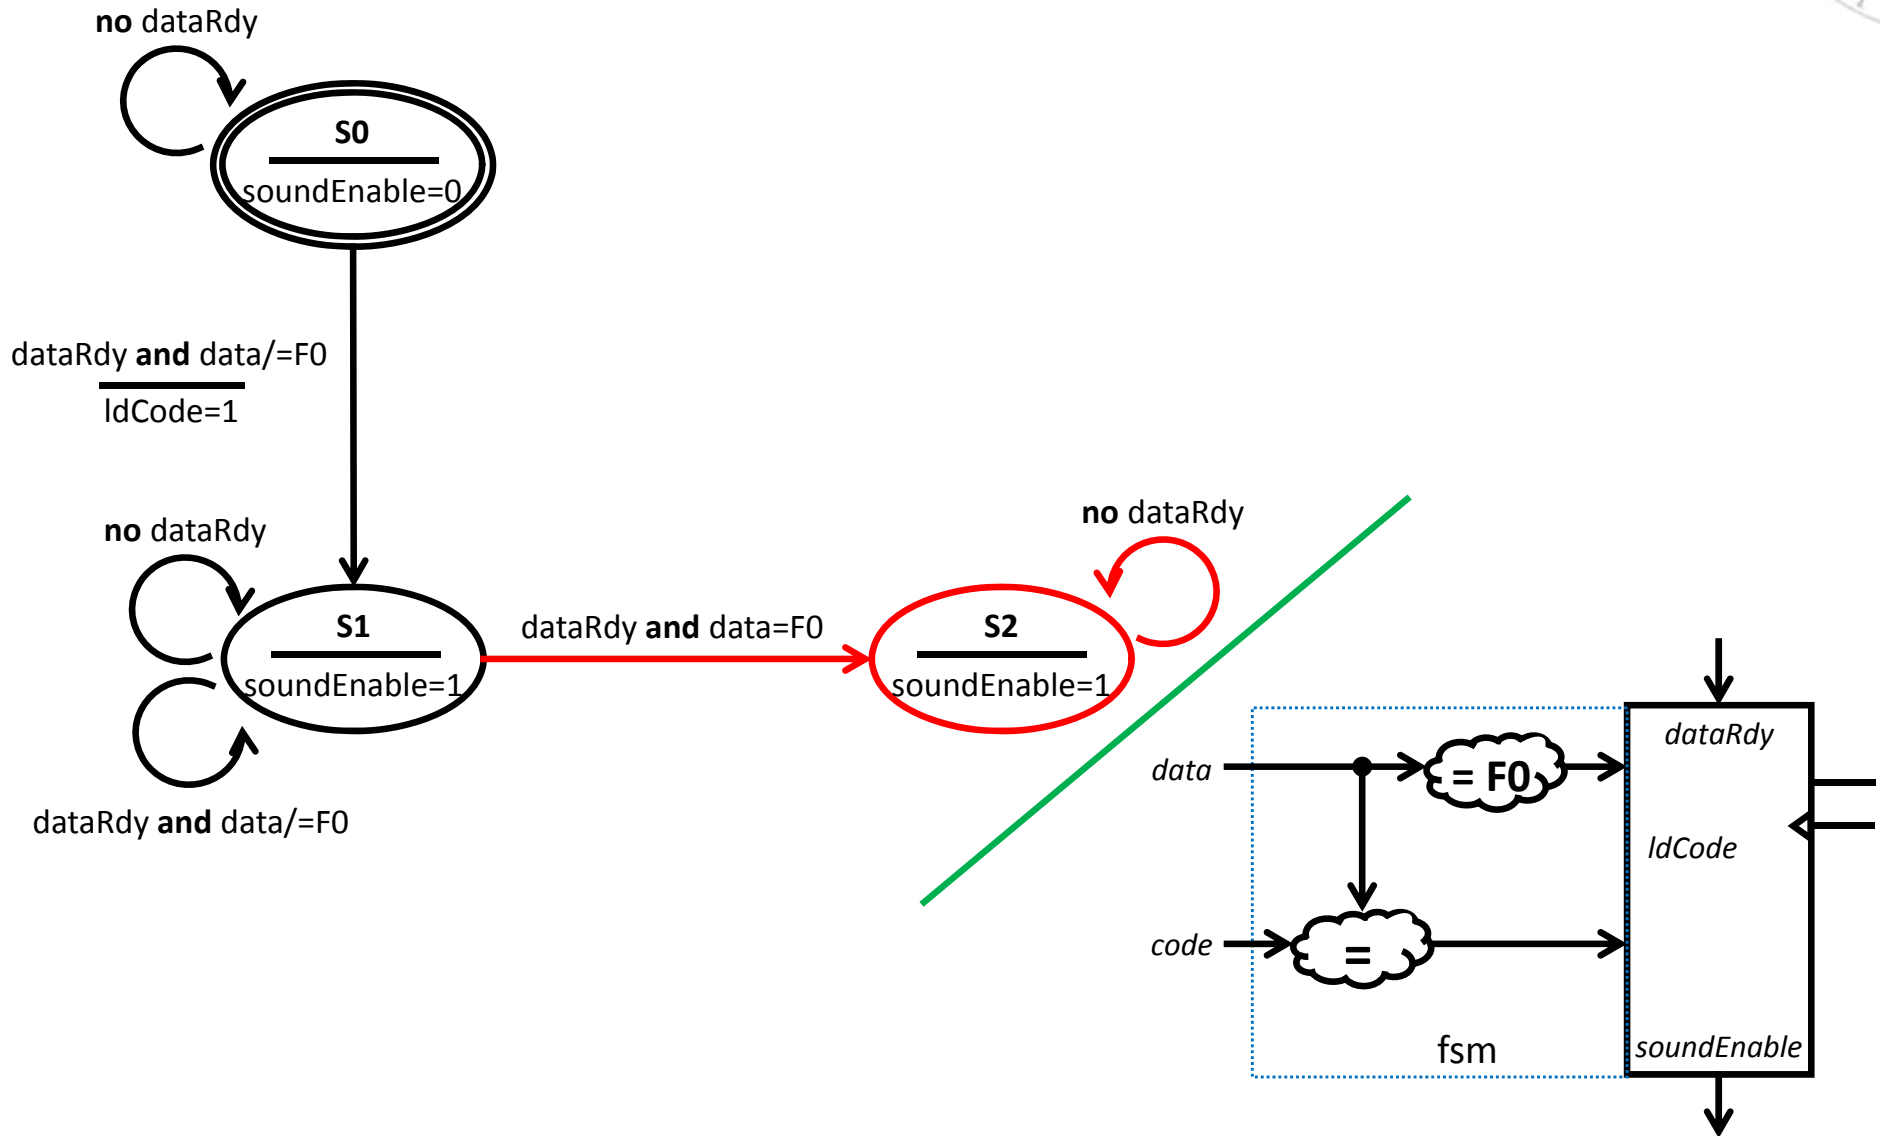 no dataRdy
S0
soundEnable=0
dataRdy and data/=F0
ldCode=1
no dataRdy
S1
soundEnable=1
dataRdy and data/=F0
dataRdy and data=F0
no dataRdy
S2
soundEnable=1
data
= F0
dataRdy
ldCode
code
=
fsm
soundEnable